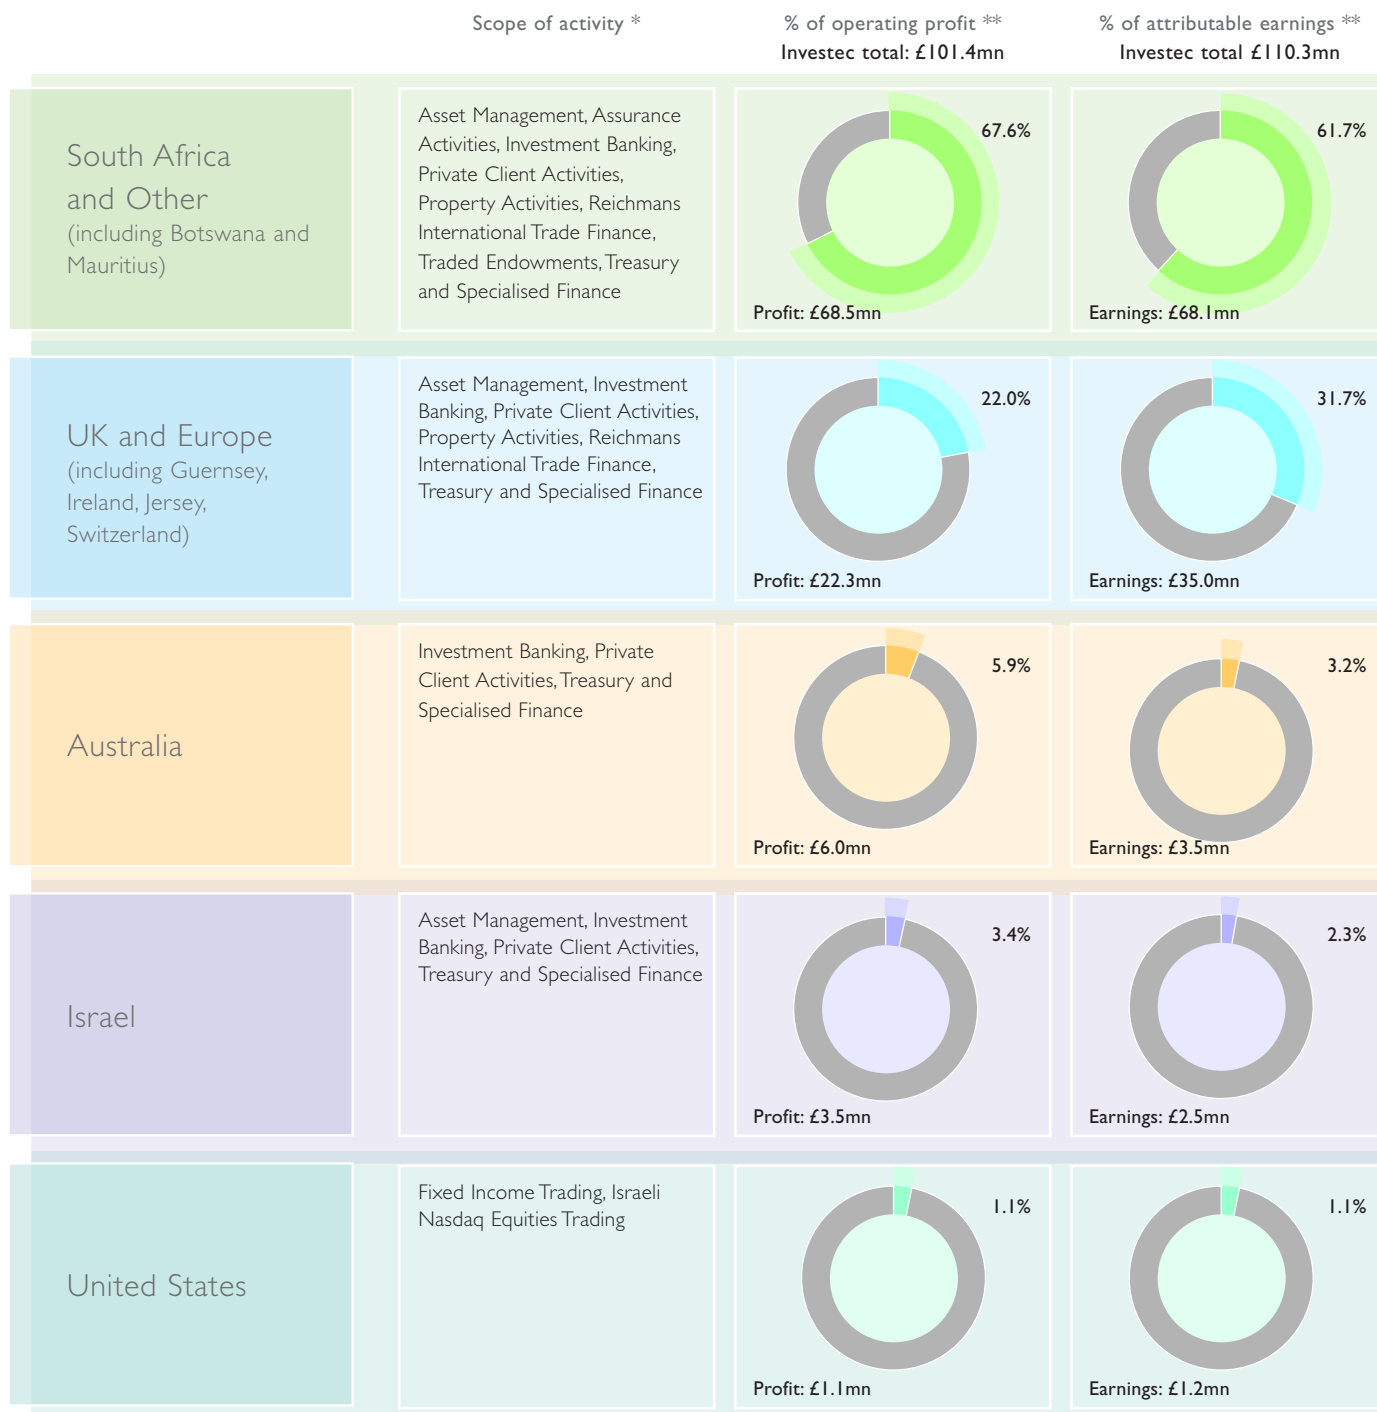 Scope of activity *
% of operating profit **
Investec total: £101.4mn
% of attributable earnings **
Investec total £110.3mn
South Africa
and Other
(including Botswana and
Mauritius)
Asset Management, Assurance
Activities, Investment Banking,
Private Client Activities,
Property Activities, Reichmans
International Trade Finance,
Traded Endowments, Treasury
and Specialised Finance
67.6%
Profit: £68.5mn
61.7%
Earnings: £68.1mn
UK and Europe
(including Guernsey,
Ireland, Jersey,
Switzerland)
Asset Management, Investment
Banking, Private Client Activities,
Property Activities, Reichmans
International Trade Finance,
Treasury and Specialised Finance
22.0%
Profit: £22.3mn
31.7%
Earnings: £35.0mn
Australia
Investment Banking, Private
Client Activities, Treasury and
Specialised Finance
5.9%
Profit: £6.0mn
3.2%
Earnings: £3.5mn
Israel
Asset Management, Investment
Banking, Private Client Activities,
Treasury and Specialised Finance
3.4%
Profit: £3.5mn
2.3%
Earnings: £2.5mn
United States
Fixed Income Trading, Israeli
Nasdaq Equities Trading
1.1%
Profit: £1.1mn
1.1%
Earnings: £1.2mn